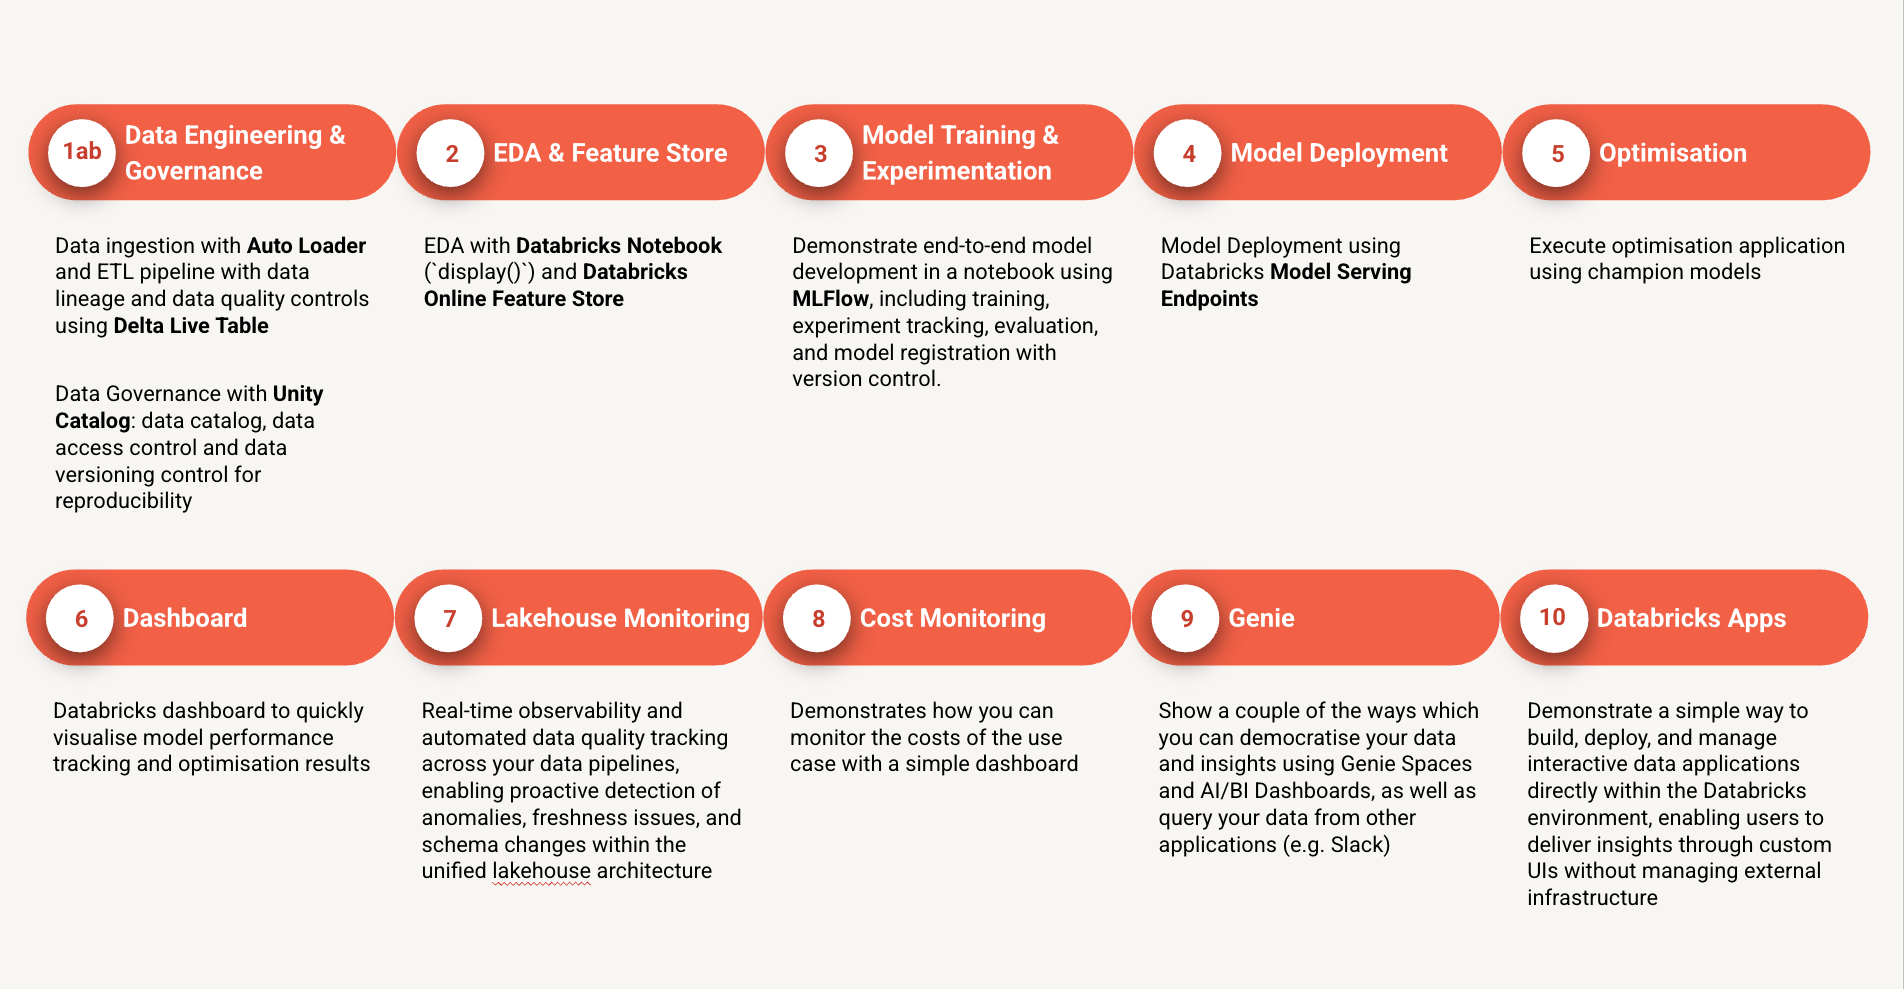 1ab
Data Engineering &
Governance
Data ingestion with Auto Loader
and ETL pipeline with data
lineage and data quality controls
using Delta Live Table
Data Governance with Unity
Catalog: data catalog, data
access control and data
versioning control for
reproducibility
2
EDA & Feature Store
EDA with Databricks Notebook
(`display()`) and Databricks
Online Feature Store
3
Model Training &
Experimentation
Demonstrate end-to-end model
development in a notebook using
MLFlow, including training,
experiment tracking, evaluation,
and model registration with
version control.
4
Model Deployment
Model Deployment using
Databricks Model Serving
Endpoints
5
Optimisation
Execute optimisation application
using champion models
6
Dashboard
Databricks dashboard to quickly
visualise model performance
tracking and optimisation results
7
Lakehouse Monitoring
Real-time observability and
automated data quality tracking
across your data pipelines,
enabling proactive detection of
anomalies, freshness issues, and
schema changes within the
unified lakehouse architecture
8
Cost Monitoring
Demonstrates how you can
monitor the costs of the use
case with a simple dashboard
9
Genie
Show a couple of the ways which
you can democratise your data
and insights using Genie Spaces
and AI/BI Dashboards, as well as
query your data from other
applications (e.g. Slack)
10
Databricks Apps
Demonstrate a simple way to
build, deploy, and manage
interactive data applications
directly within the Databricks
environment, enabling users to
deliver insights through custom
UIs without managing external
infrastructure